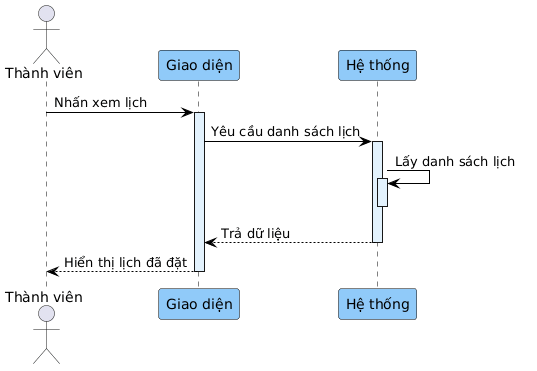 Thành viên
Giao diện
Hệ thống
Nhấn xem lịch
Yêu cầu danh sách lịch
Lấy danh sách lịch
Trả dữ liệu
Hiển thị lịch đã đặt
Thành viên
Giao diện
Hệ thống